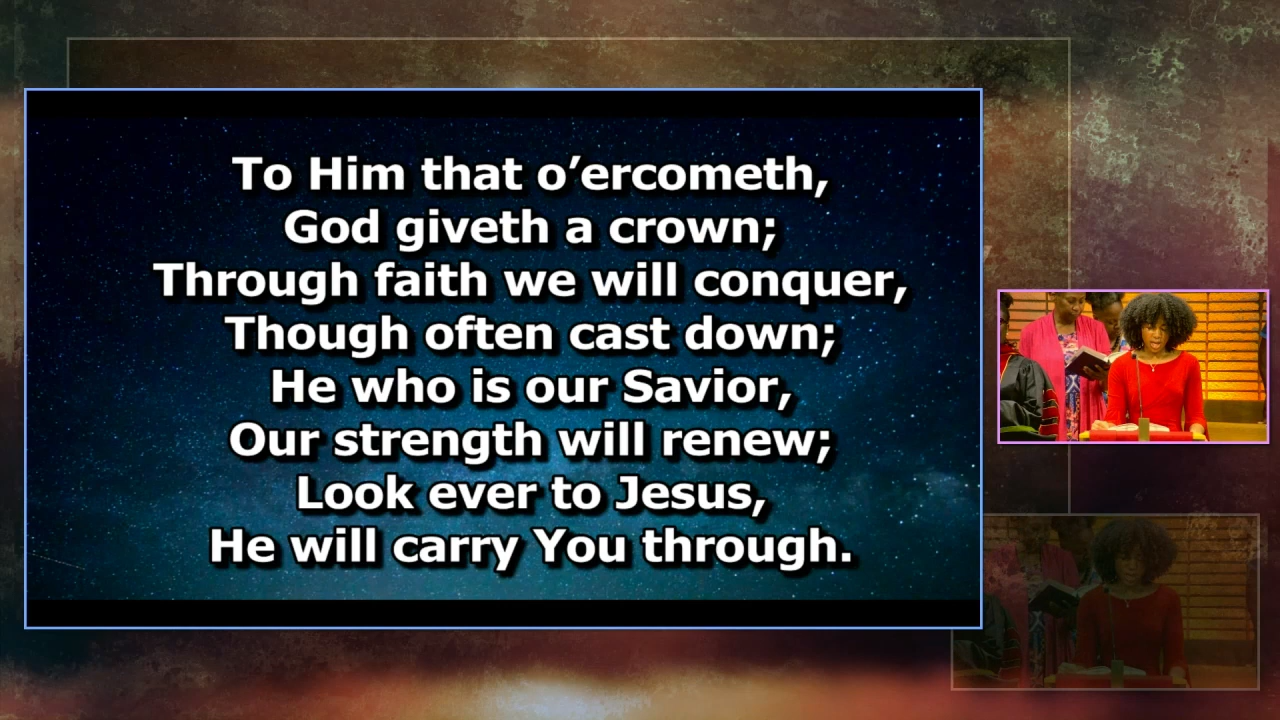 To Him that o’ercometh,
God giveth a crown;
Through faith we will conquer,
Though often cast down;
He who is our Savior,
Our strength will renew;
Look ever to Jesus,
He will carry You through.